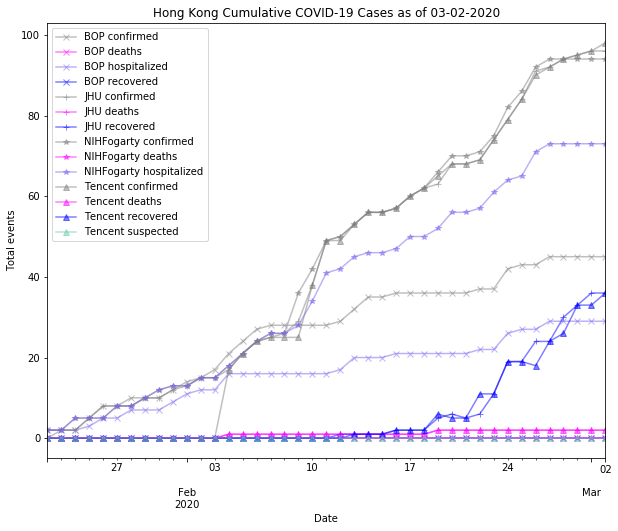 Hong Kong Cumulative COVID-19 Cases as of 03-02-2020
100
80
60
40
20
0
Total events
BOP confirmed
BOP deaths
BOP hospitalized
BOP recovered
JHU confirmed
JHU deaths
JHU recovered
NIHFogarty confirmed
NIHFogarty deaths
NIHFogarty hospitalized
Tencent confirmed
Tencent deaths
Tencent recovered
Tencent suspected
27 03 10 17 24 02
Feb Mar
2020
Date